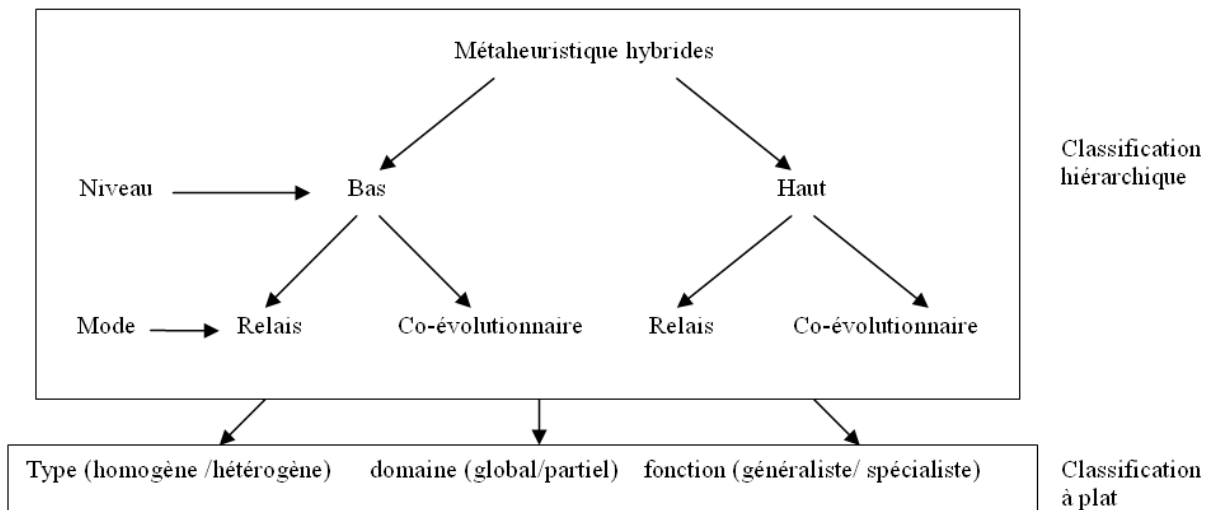 Métaheuristique hybrides
Classification
hiérarchique
Niveau
Bas
Haut
Mode
Relais
Co-évolutionnaire
Relais
Co-évolutionnaire
Type (homogène /hétérogène)
domaine (global/partiel)
fonction (généraliste/ spécialiste)
Classification
à plat